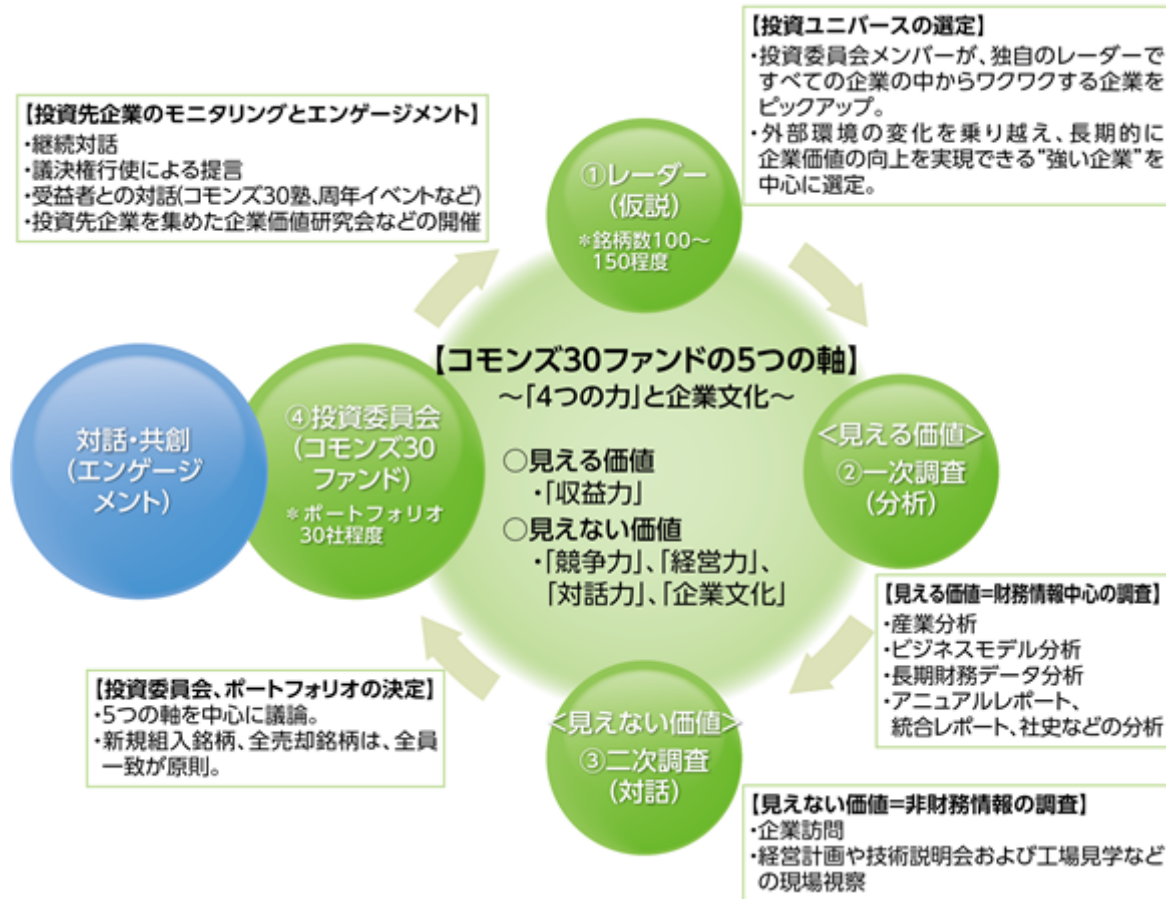 【投資ユニバースの選定】
・投資委員会メンバーが、独自のレーダーで
すべての企業の中からワクワクする企業を
ピックアップ。
・外部環境の変化を乗り越え、長期的に
企業価値の向上を実現できる“強い企業”を
中心に選定。
【投資先企業のモニタリングとエンゲージメント】
・継続対話
・議決権行使による提言
・受益者との対話(コモンズ30塾、周年イベントなど)
・投資先企業を集めた企業価値研究会などの開催
①レーダー
(仮説)
＊銘柄数100～
150程度
【コモンズ30ファンドの5つの軸】
～「4つの力」と企業文化～
○見える価値
・「収益力」
○見えない価値
・「競争力」、「経営力」、
「対話力」、「企業文化」
対話・共創
(エンゲージ
メント)
④投資委員会
(コモンズ30
ファンド)
＊ポートフォリオ
30社程度
<見える価値>
②一次調査
(分析)
【見える価値=財務情報中心の調査】
・産業分析
・ビジネスモデル分析
・長期財務データ分析
・アニュアルレポート、
統合レポート、社史などの分析
【投資委員会、ポートフォリオの決定】
・5つの軸を中心に議論。
・新規組入銘柄、全売却銘柄は、全員
一致が原則。
<見えない価値>
③二次調査
(対話)
【見えない価値=非財務情報の調査】
・企業訪問
・経営計画や技術説明会および工場見学など
の現場視察